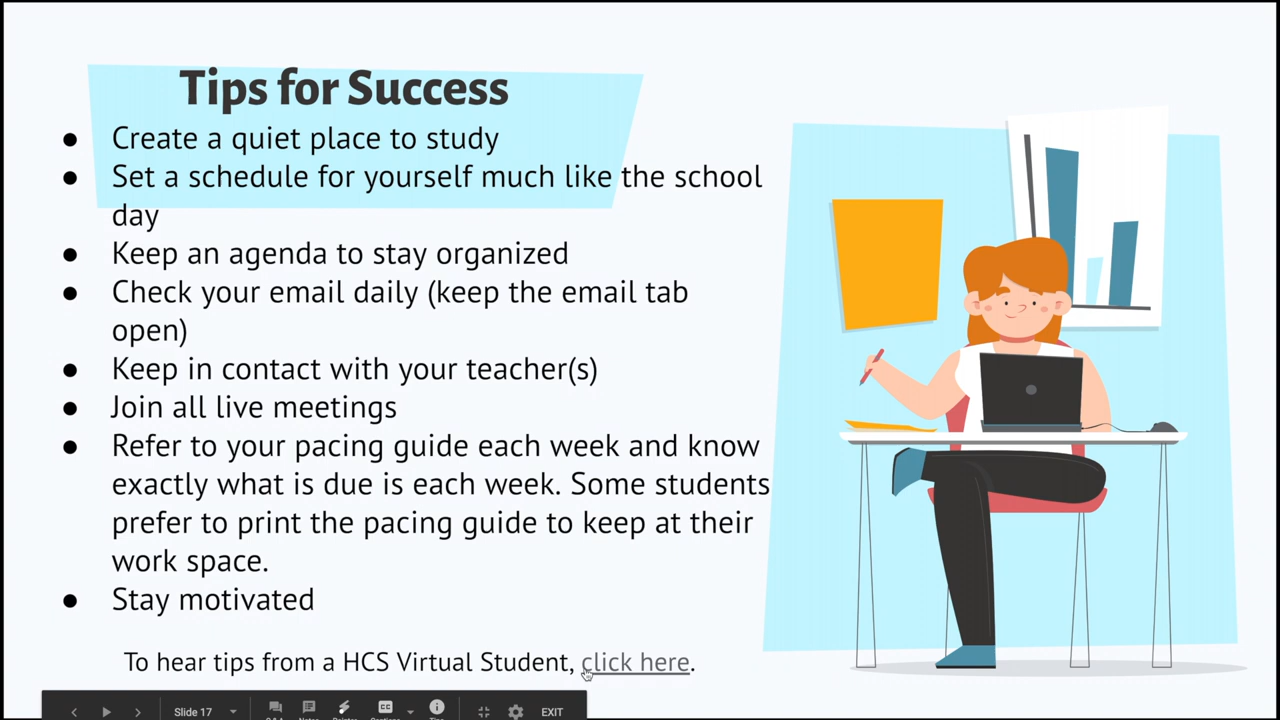 Tips for Success
● Create a quiet place to study
● Set a schedule for yourself much like the school
day
● Keep an agenda to stay organized
● Check your email daily (keep the email tab
open)
● Keep in contact with your teacher(s)
● Join all live meetings
● Refer to your pacing guide each week and know
exactly what is due is each week. Some students
prefer to print the pacing guide to keep at their
work space.
● Stay motivated
To hear tips from a HCS Virtual Student, click here.
Slide 17
EXIT